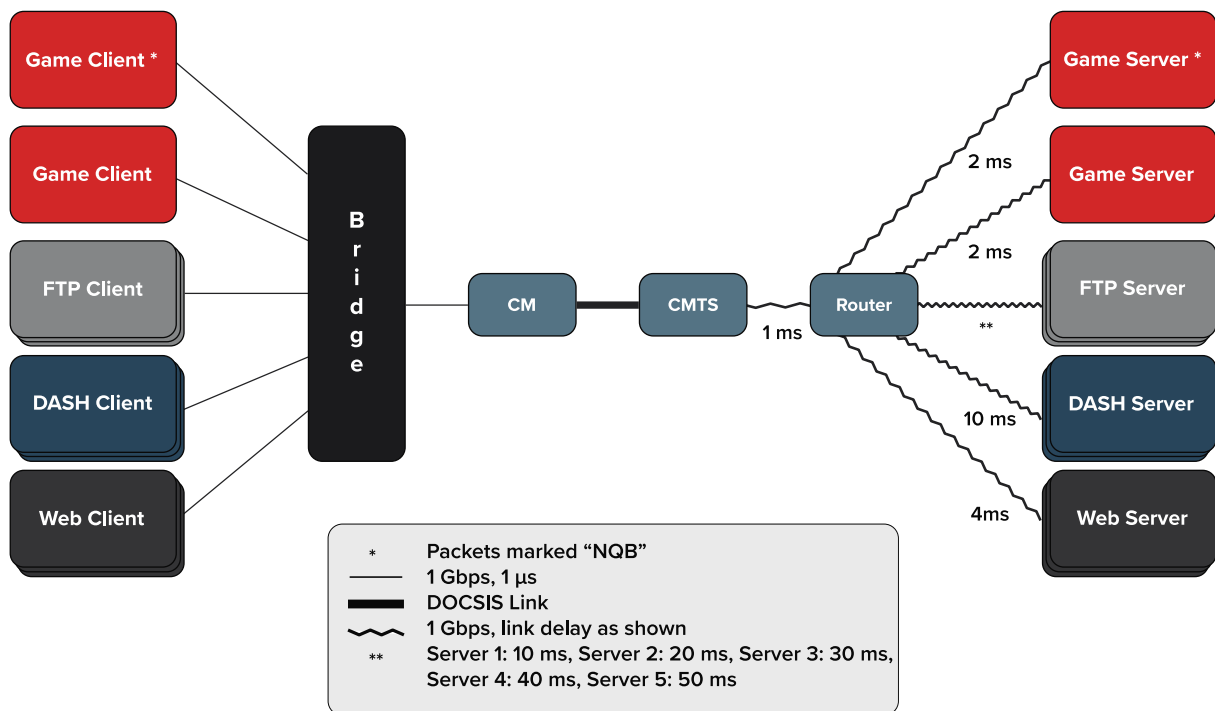 Game Client *
Game Client
FTP Client
DASH Client
Web Client
Bridge
CM
CMTS
1 ms
Router
2 ms
2 ms
**
10 ms
4ms
Game Server *
Game Server
FTP Server
DASH Server
Web Server
* Packets marked “NQB”
1 Gbps, 1 μs
DOCSIS Link
1 Gbps, link delay as shown
** Server 1: 10 ms, Server 2: 20 ms, Server 3: 30 ms,
Server 4: 40 ms, Server 5: 50 ms